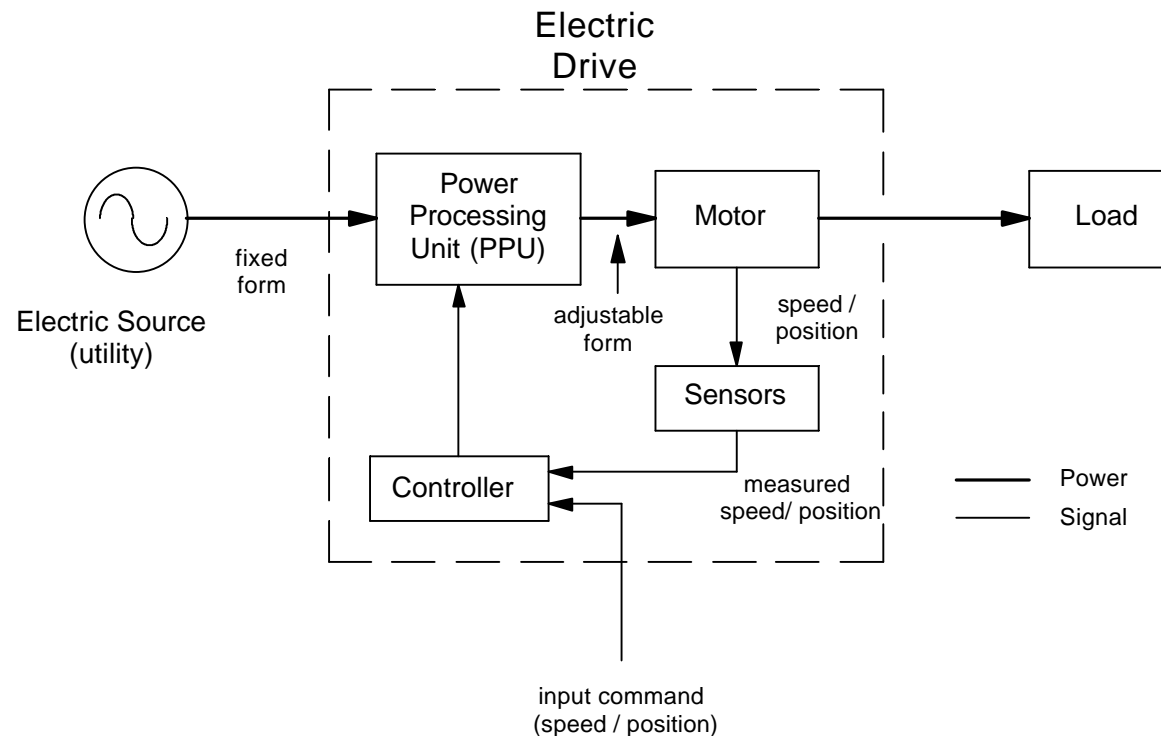 Electric
Drive
Power
Processing
Unit (PPU)
Motor
Load
fixed
form
Electric Source
(utility)
adjustable
form
speed /
position
Sensors
Controller
measured
speed/ position
Power
Signal
input command
(speed / position)